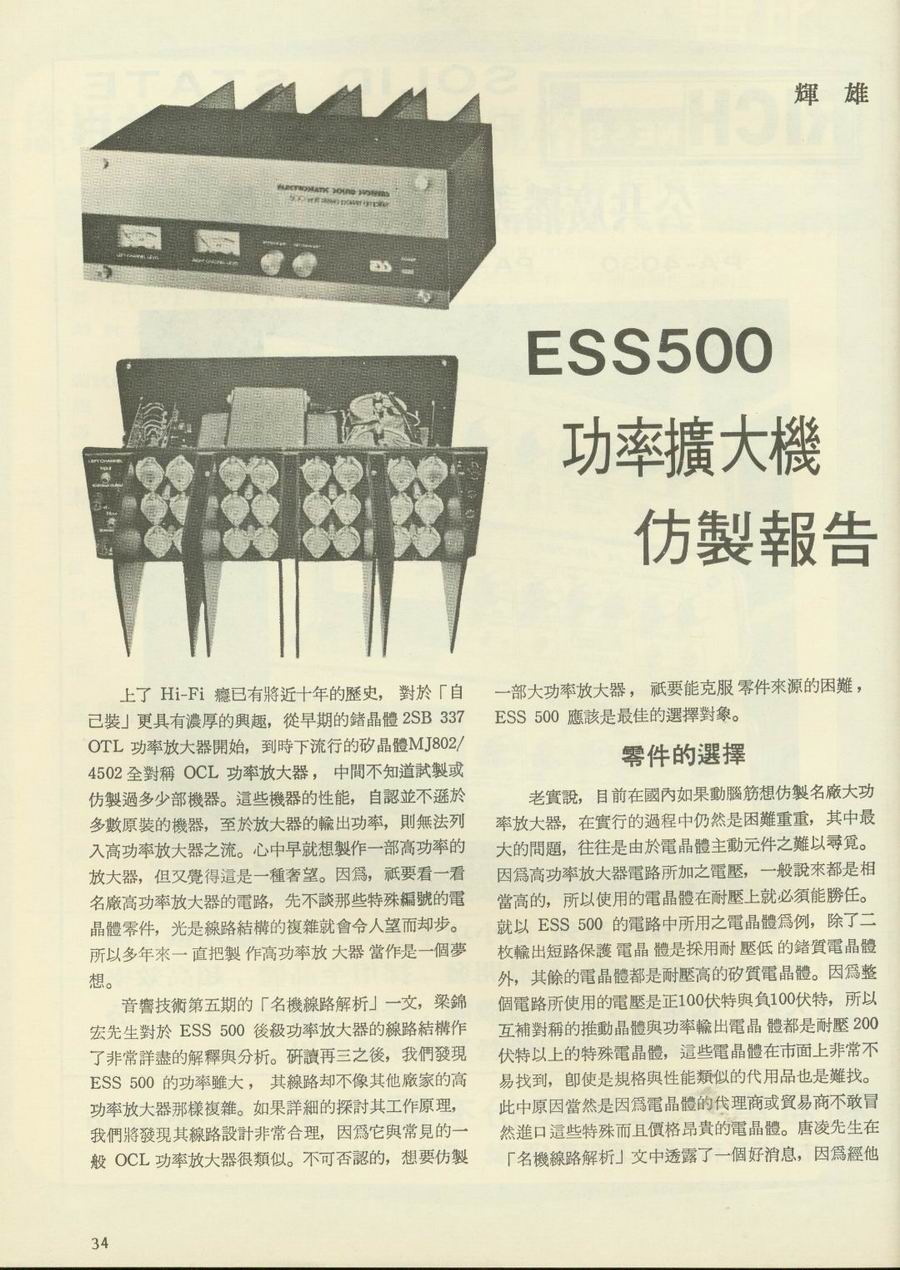 輝 雄
ELECTROMATIC SOUND SYSTEMS
LEFT CHANNEL LEVEL
RIGHT CHANNEL LEVEL
POWER
LEFT CHANNEL
ESS500
功率擴大機
仿製報告
上了 Hi-Fi 癮已有將近十年的歷史， 對於「自
己裝」更具有濃厚的興趣，從早期的鍺晶體 2SB 337
OTL 功率放大器開始，到時下流行的矽晶體MJ802/
4502 全對稱 OCL 功率放大器， 中間不知道試製或
仿製過多少部機器。這些機器的性能，自認並不遜於
多數原裝的機器，至於放大器的輸出功率，則無法列
入高功率放大器之流。心中早就想製作一部高功率的
放大器，但又覺得這是一種奢望。因爲，祇要看一看
名廠高功率放大器的電路，先不談那些特殊編號的電
晶體零件，光是線路結構的複雜就會令人望而却步。
所以多年來一直把製作高功率放大器當作是一個夢
想。
音響技術第五期的「名機線路解析」一文，梁錦
宏先生對於 ESS 500 後級功率放大器的線路結構作
了非常詳盡的解釋與分析。研讀再三之後，我們發現
ESS 500 的功率雖大， 其線路却不像其他廠家的高
功率放大器那樣複雜。如果詳細的探討其工作原理，
我們將發現其線路設計非常合理，因爲它與常見的一
般 OCL 功率放大器很類似。不可否認的，想要仿製
一部大功率放大器， 祇要能克服零件來源的困難，
ESS 500 應該是最佳的選擇對象。
零件的選擇
老實說，目前在國內如果動腦筋想仿製名廠大功
率放大器，在實行的過程中仍然是困難重重，其中最
大的問題，往往是由於電晶體主動元件之難以尋覓。
因爲高功率放大器電路所加之電壓，一般說來都是相
當高的，所以使用的電晶體在耐壓上就必須能勝任。
就以 ESS 500 的電路中所用之電晶體爲例，除了二
枚輸出短路保護電晶體是採用耐壓低的鍺質電晶體
外，其餘的電晶體都是耐壓高的矽質電晶體。因爲整
個電路所使用的電壓是正100伏特與負100伏特，所以
互補對稱的推動晶體與功率輸出電晶體都是耐壓 200
伏特以上的特殊電晶體，這些電晶體在市面上非常不
易找到，卽使是規格與性能類似的代用品也是難找。
此中原因當然是因爲電晶體的代理商或貿易商不敢冒
然進口這些特殊而且價格昂貴的電晶體。唐凌先生在
「名機線路解析」文中透露了一個好消息，因爲經他
34